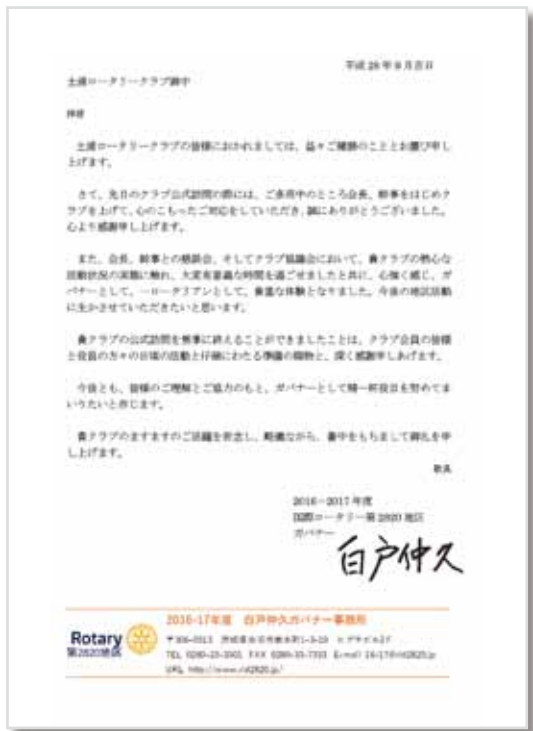 平成 28 年 9 月吉日
土浦ロータリークラブ御中
拝啓
土浦ロータリークラブの皆様におかれましては、益々ご健勝のこととお慶び申し
上げます。
さて、先日のクラブ公式訪問の際には、ご多用中のところ会長、幹事をはじめク
ラブを上げて、心のこもったご対応をしていただき、誠にありがとうございました。
心より感謝申し上げます。
また、会長、幹事との懇談会、そしてクラブ協議会において、貴クラブの熱心な
活動状況の実態に触れ、大変有意義な時間を過ごせましたと共に、心強く感じ、ガ
バナーとして、一ロータリアンとして、貴重な体験となりました。今後の地区活動
に生かさせていただきたいと思います。
貴クラブの公式訪問を無事に終えることができましたことは、クラブ会員の皆様
と役員の方々の日頃の活動と仔細にわたる準備の賜物と、深く感謝申しあげます。
今後とも、皆様のご理解とご協力のもと、ガバナーとして精一杯役目を努めてま
いりたいと存じます。
貴クラブのますますのご活躍を祈念し、略儀ながら、書中をもちまして御礼を申
し上げます。
敬具
2016－2017 年度
国際ロータリー第 2820 地区
ガバナー
白戸仲久
2016-17年度 白戸仲久ガバナー事務所
Rotary
第2820地区
TEL FAX E-mail
URL